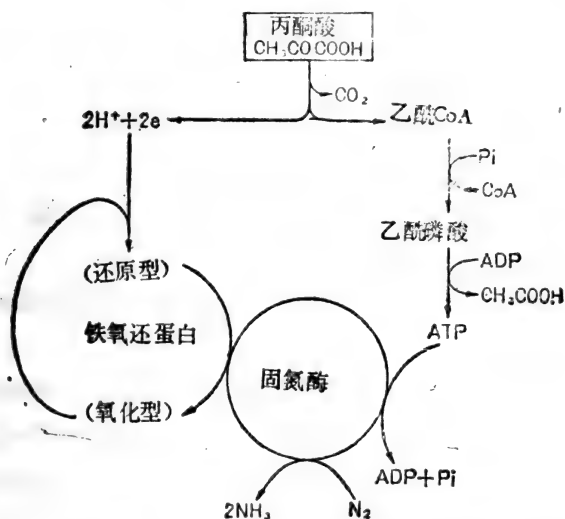 丙酮酸
CH₃COCOOH
CO₂
2H⁺+2e
乙酰CoA
Pi
CoA
乙酰磷酸
(还原型)
ADP
CH₃COOH
铁氧还蛋白
ATP
固氮酶
(氧化型)
ADP+Pi
2NH₃
N₂